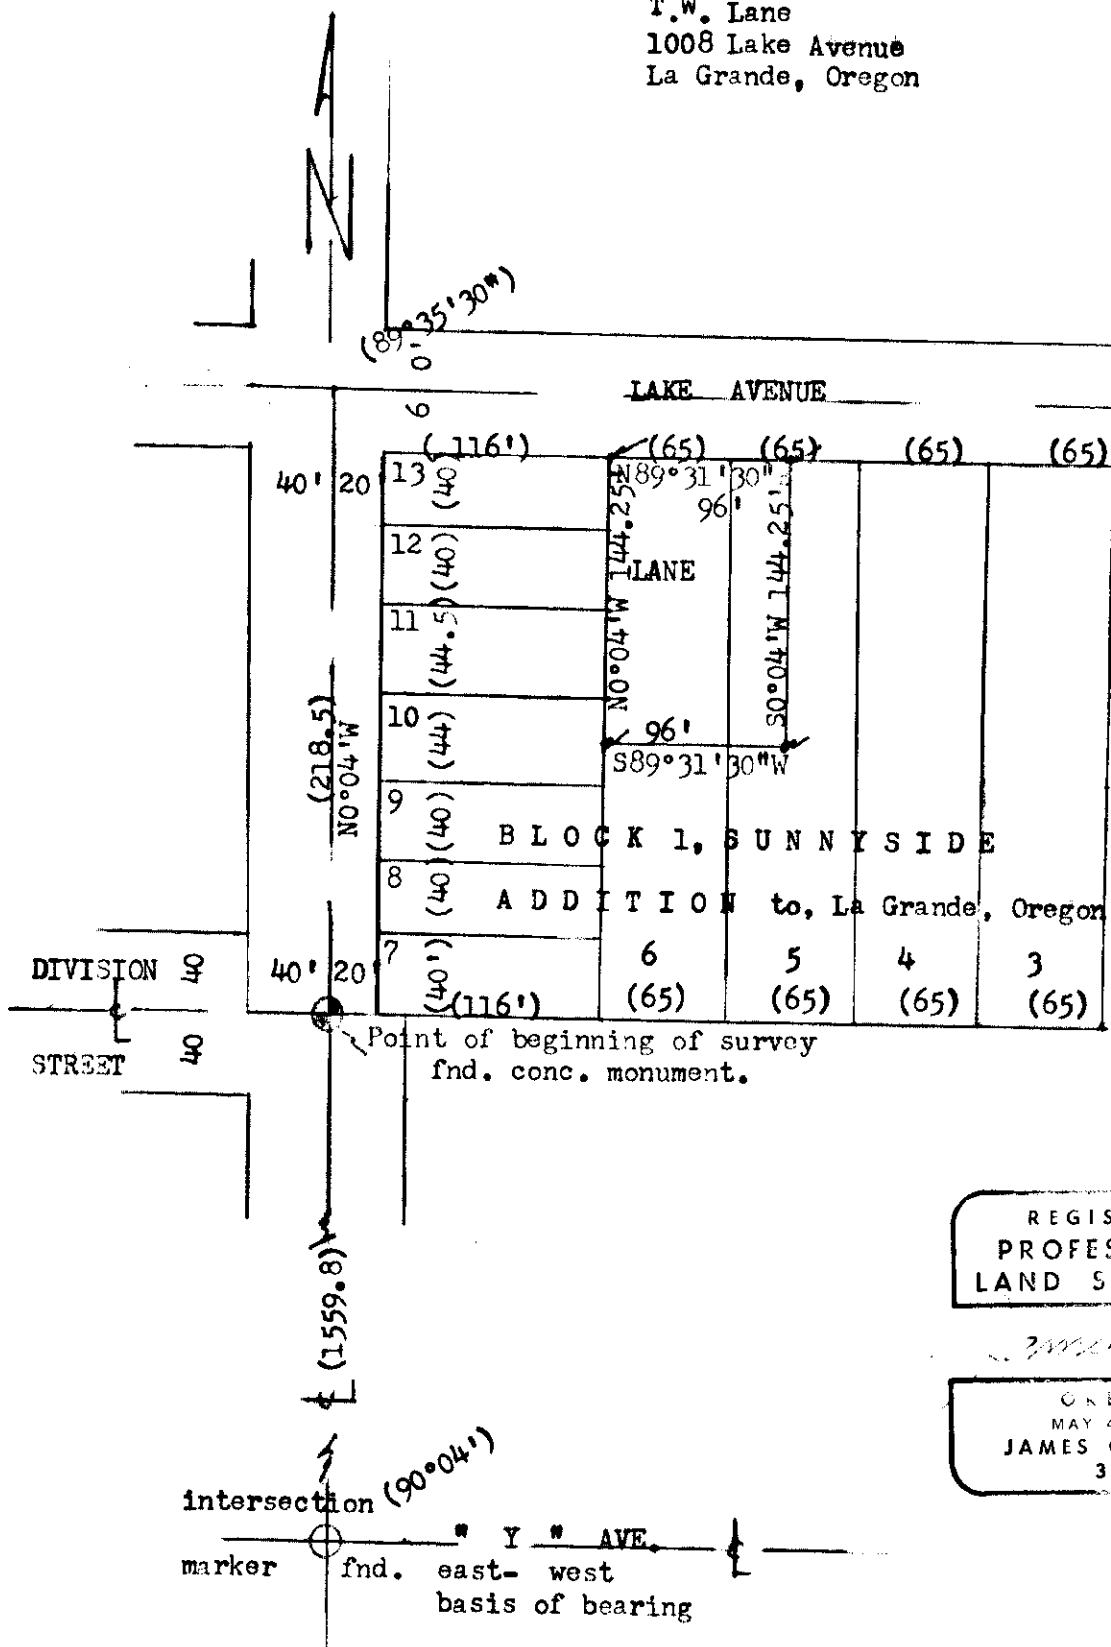 T.W. Lane
1008 Lake Avenue
La Grande, Oregon
N
(89°35'30")
60'
LAKE AVENUE
(116') (65) (65) (65) (65)
40' 20 13 (40)
N89°31'30"
96'
12 (40)
LANE
11 (44.5)
N0°04'W 144.25'
S0°04'W 144.25'
10 (44)
96'
S89°31'30"W
(218.5)
N0°04'W
9 (40)
BLOCK 1, SUNNYSIDE
8 (40)
ADDITION to, La Grande, Oregon
7 (40')
6 5 4 3
(116') (65) (65) (65) (65)
40' 20'
DIVISION 40
STREET 40
Point of beginning of survey
fnd. conc. monument.
(1559.8)
REGIS
PROFES
LAND S
ORE
MAY 4
JAMES
3
(90°04')
intersection
" Y " AVE.
marker fnd. east- west
basis of bearing